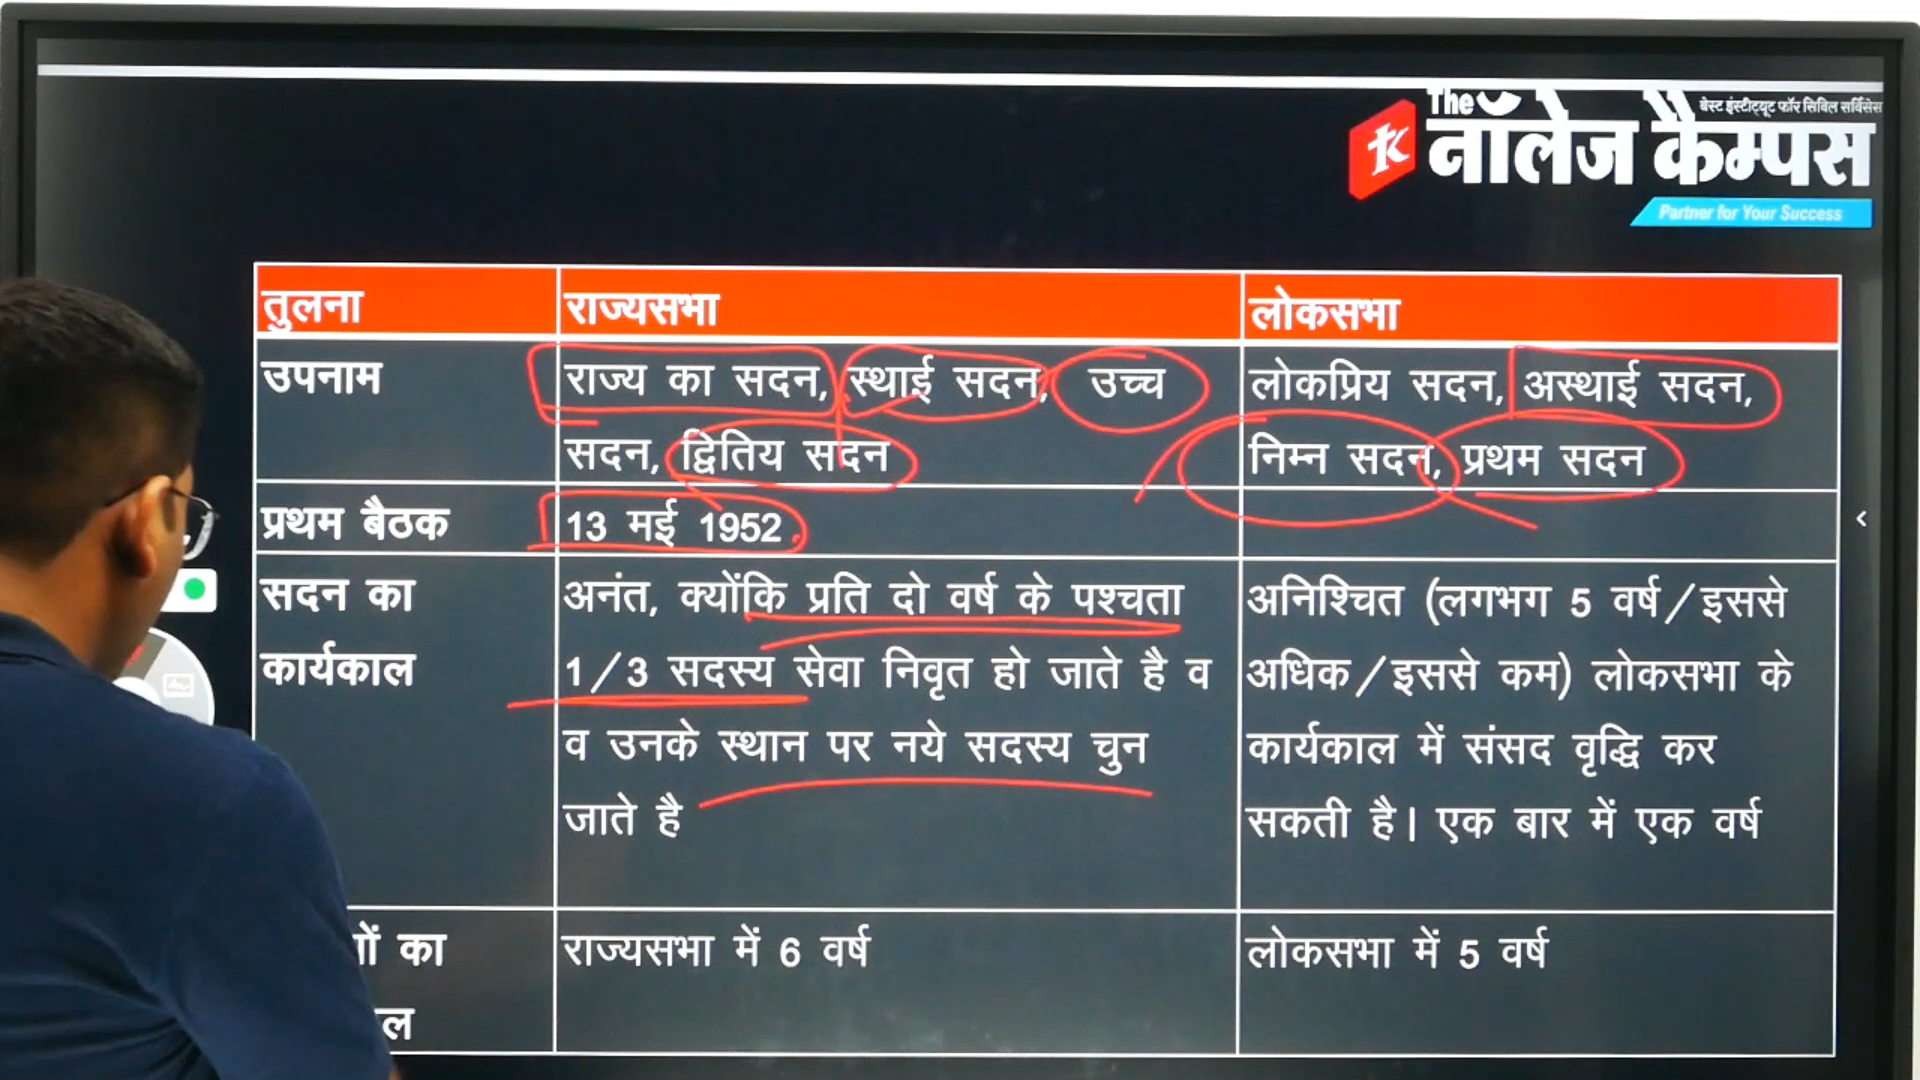 The
बेस्ट इंस्टीट्यूट फॉर सिविल सर्विसेस
नॉलेज कैम्पस
Partner for Your Success
तुलना राज्यसभा लोकसभा
उपनाम राज्य का सदन, स्थाई सदन, उच्च लोकप्रिय सदन, अस्थाई सदन,
सदन, द्वितिय सदन निम्न सदन, प्रथम सदन
प्रथम बैठक 13 मई 1952
सदन का अनंत, क्योंकि प्रति दो वर्ष के पश्चता अनिश्चित (लगभग 5 वर्ष/इससे
कार्यकाल 1/3 सदस्य सेवा निवृत हो जाते है व अधिक/इससे कम) लोकसभा के
व उनके स्थान पर नये सदस्य चुन कार्यकाल में संसद वृद्धि कर
जाते है सकती है। एक बार में एक वर्ष
का राज्यसभा में 6 वर्ष लोकसभा में 5 वर्ष